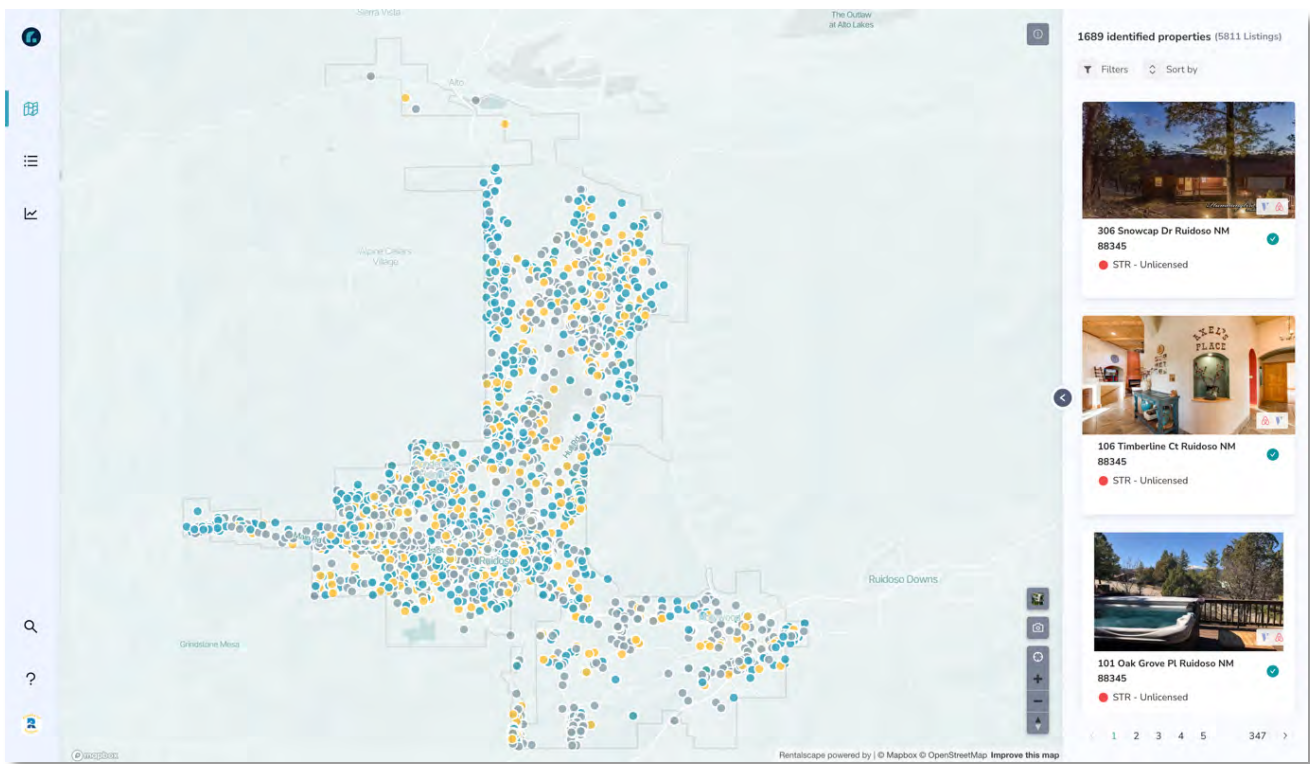 Sierra Vista
The Outlaw
at Alto Lakes
Alto
Alpine Cellars
Village
Ruidoso
Ruidoso Downs
Grindstone Mesa
mapbox
Rentalscape powered by | © Mapbox © OpenStreetMap Improve this map
1689 identified properties (5811 Listings)
Filters
Sort by
306 Snowcap Dr Ruidoso NM
88345
STR - Unlicensed
AXEL'S
PLACE
106 Timberline Ct Ruidoso NM
88345
STR - Unlicensed
101 Oak Grove Pl Ruidoso NM
88345
STR - Unlicensed
1 2 3 4 5 347